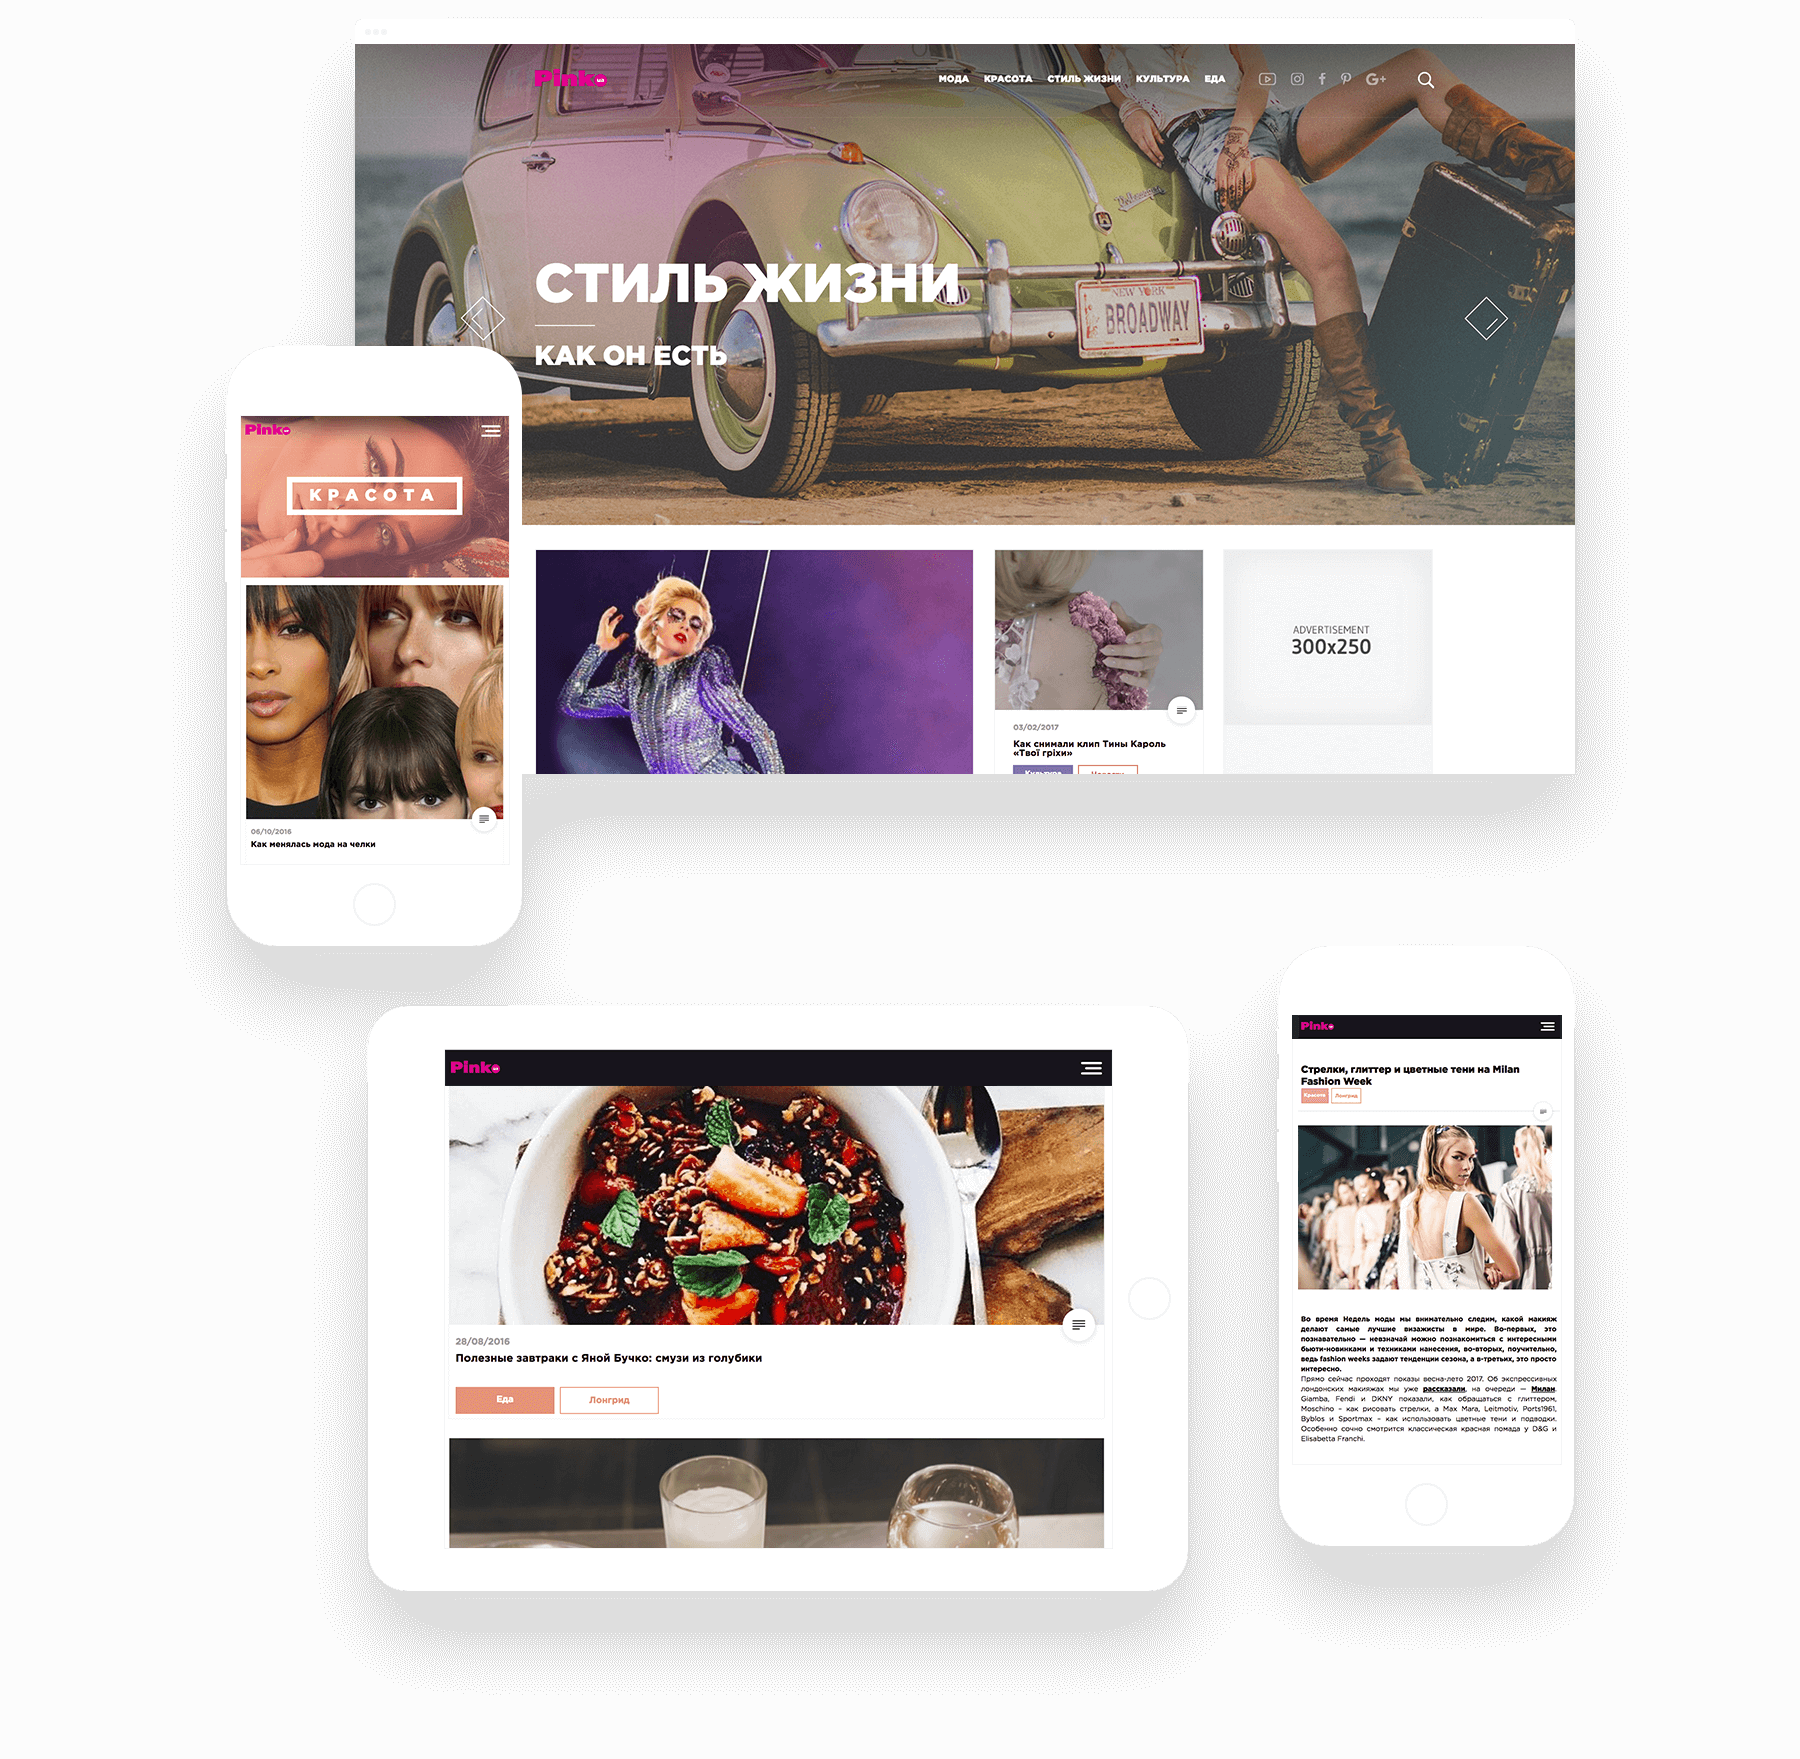 Pinko ua
МОДА КРАСОТА СТИЛЬ ЖИЗНИ КУЛЬТУРА ЕДА
Volkswagen
СТИЛЬ ЖИЗНИ
КАК ОН ЕСТЬ
NEW YORK
BROADWAY
ADVERTISEMENT
300x250
03/02/2017
Как снимали клип Тины Кароль
«Твої гріхи»
Культура
Pinko
КРАСОТА
06/10/2016
Как менялась мода на челки
Pinko ua
28/08/2016
Полезные завтраки с Яной Бучко: смузи из голубики
Еда Лонгрид
Pinko
Стрелки, глиттер и цветные тени на Milan
Fashion Week
Красота Лонгрид
Во время Недель моды мы внимательно следим, какой макияж
делают самые лучшие визажисты в мире. Во-первых, это
познавательно — невзначай можно познакомиться с интересными
бьюти-новинками и техниками нанесения, во-вторых, поучительно,
ведь fashion weeks задают тенденции сезона, а в-третьих, это просто
интересно.
Прямо сейчас проходят показы весна-лето 2017. Об экспрессивных
лондонских макияжах мы уже рассказали, на очереди — Милан.
Giamba, Fendi и DKNY показали, как обращаться с глиттером,
Moschino – как рисовать стрелки, а Max Mara, Leitmotiv, Ports1961,
Byblos и Sportmax – как использовать цветные тени и подводки.
Особенно сочно смотрится классическая красная помада у D&G и
Elisabetta Franchi.